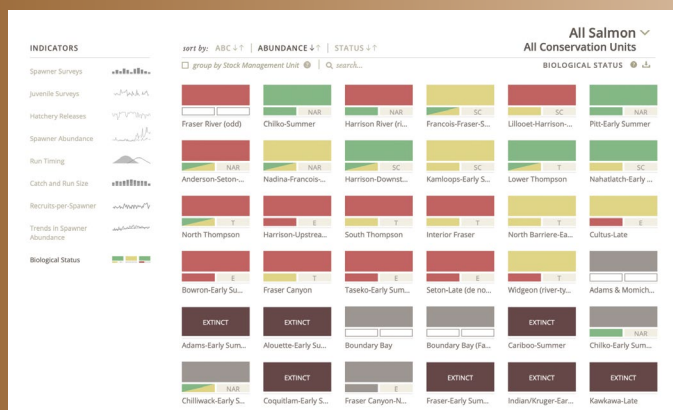 All Salmon
All Conservation Units
INDICATORS
sort by: ABC ↓↑ | ABUNDANCE ↓↑ | STATUS ↓↑
group by Stock Management Unit ? | search...
BIOLOGICAL STATUS ?
Spawner Surveys
Juvenile Surveys
Hatchery Releases
Spawner Abundance
Run Timing
Catch and Run Size
Recruits-per-Spawner
Trends in Spawner
Abundance
Biological Status
NAR NAR SC SC NAR
Fraser River (odd) Chilko-Summer Harrison River (ri... Francois-Fraser-S... Lillooet-Harrison-... Pitt-Early Summer
NAR NAR SC SC T SC
Anderson-Seton-... Nadina-Francois-... Harrison-Downst... Kamloops-Early S... Lower Thompson Nahatlatch-Early ...
T E T T T E
North Thompson Harrison-Upstrea... South Thompson Interior Fraser North Barriere-Ea... Cultus-Late
E T E E T
Bowron-Early Su... Fraser Canyon Taseko-Early Sum... Seton-Late (de no... Widgeon (river-ty... Adams & Momich...
EXTINCT EXTINCT EXTINCT NAR
Adams-Early Sum... Alouette-Early Su... Boundary Bay Boundary Bay (Fa... Cariboo-Summer Chilko-Early Sum...
NAR EXTINCT E EXTINCT EXTINCT EXTINCT
Chilliwack-Early S... Coquitlam-Early S... Fraser Canyon-N... Fraser-Early Sum... Indian/Kruger-Ear... Kawkawa-Late